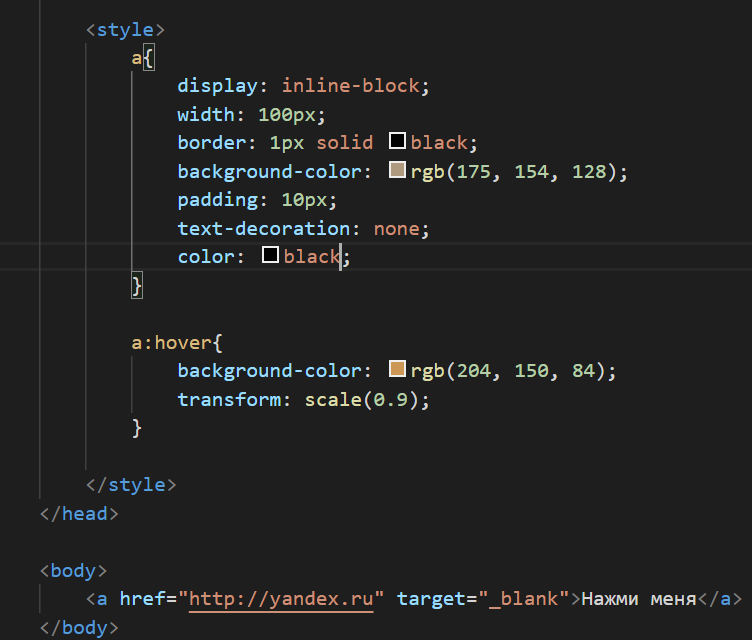 <style>
a{
display: inline-block;
width: 100px;
border: 1px solid black;
background-color: rgb(175, 154, 128);
padding: 10px;
text-decoration: none;
color: black;
}
a:hover{
background-color: rgb(204, 150, 84);
transform: scale(0.9);
}
</style>
</head>
<body>
<a href="http://yandex.ru" target="_blank">Нажми меня</a>
</body>